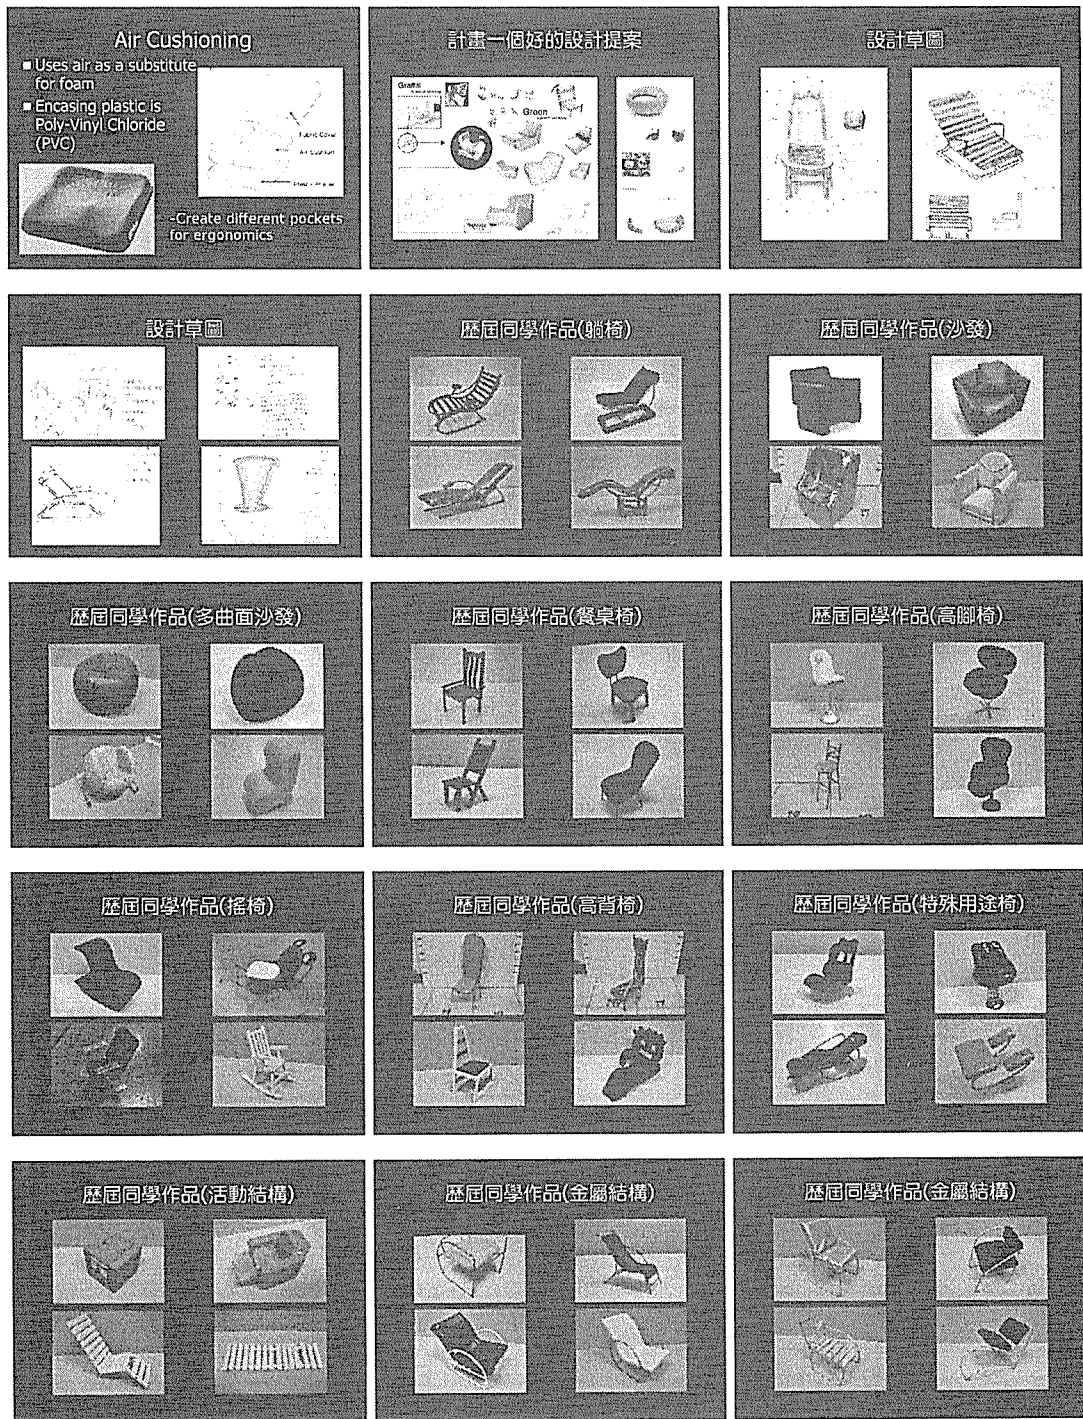 Air Cushioning
■ Uses air as a substitute
for foam
■ Encasing plastic is
Poly-Vinyl Chloride
(PVC)
Fabric Cover
Air Cushion
-Create different pockets
for ergonomics
計畫一個好的設計提案
Graffiti
Green
設計草圖
設計草圖
歷屆同學作品(躺椅)
歷屆同學作品(沙發)
歷屆同學作品(多曲面沙發)
歷屆同學作品(餐桌椅)
歷屆同學作品(高腳椅)
歷屆同學作品(搖椅)
歷屆同學作品(高背椅)
歷屆同學作品(特殊用途椅)
歷屆同學作品(活動結構)
歷屆同學作品(金屬結構)
歷屆同學作品(金屬結構)